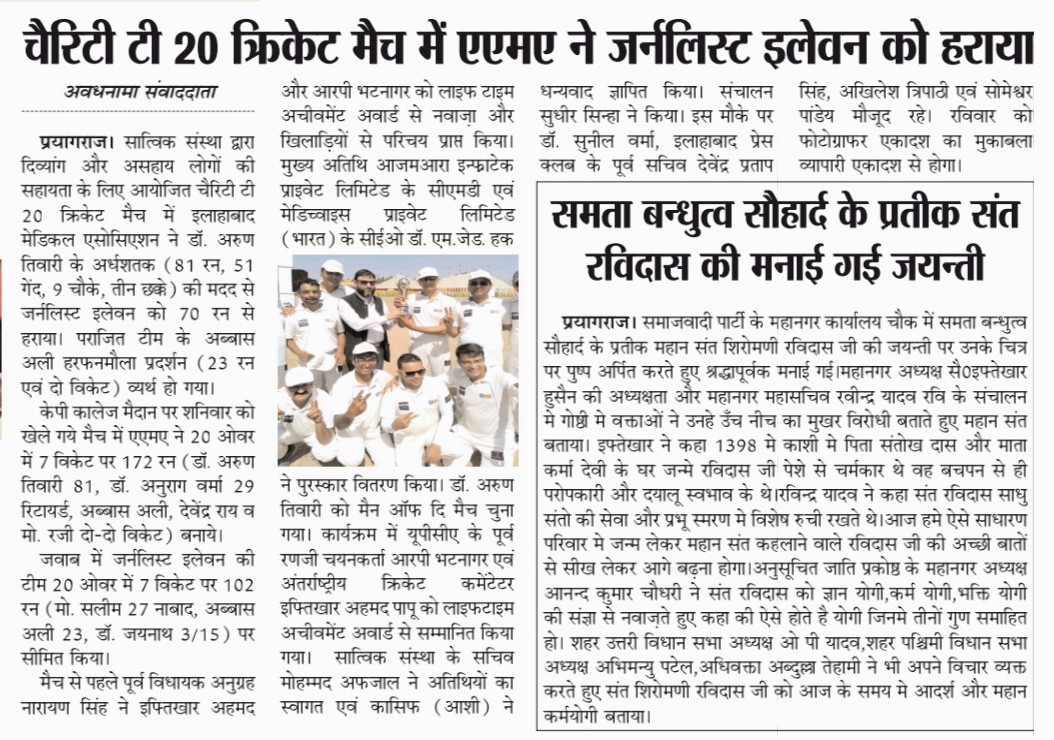 चैरिटी टी 20 क्रिकेट मैच में एएमए ने जर्नलिस्ट इलेवन को हराया
अवधनामा संवाददाता
प्रयागराज। सात्विक संस्था द्वारा
दिव्यांग और असहाय लोगों की
सहायता के लिए आयोजित चैरिटी टी
20 क्रिकेट मैच में इलाहाबाद
मेडिकल एसोसिएशन ने डॉ. अरुण
तिवारी के अर्धशतक (81 रन, 51
गेंद, 9 चौके, तीन छक्के) की मदद से
जर्नलिस्ट इलेवन को 70 रन से
हराया। पराजित टीम के अब्बास
अली हरफनमौला प्रदर्शन (23 रन
एवं दो विकेट) व्यर्थ हो गया।
केपी कालेज मैदान पर शनिवार को
खेले गये मैच में एएमए ने 20 ओवर
में 7 विकेट पर 172 रन (डॉ. अरुण
तिवारी 81, डॉ. अनुराग वर्मा 29
रिटायर्ड, अब्बास अली, देवेंद्र राय व
मो. रजी दो-दो विकेट) बनाये।
जवाब में जर्नलिस्ट इलेवन की
टीम 20 ओवर में 7 विकेट पर 102
रन (मो. सलीम 27 नाबाद, अब्बास
अली 23, डॉ. जयनाथ 3/15) पर
सीमित किया।
मैच से पहले पूर्व विधायक अनुग्रह
नारायण सिंह ने इफ्तिखार अहमद
और आरपी भटनागर को लाइफ टाइम
अचीवमेंट अवार्ड से नवाज़ा और
खिलाड़ियों से परिचय प्राप्त किया।
मुख्य अतिथि आजमआरा इन्फ्राटेक
प्राइवेट लिमिटेड के सीएमडी एवं
मेडिच्वाइस प्राइवेट लिमिटेड
(भारत) के सीईओ डॉ. एम.जेड. हक
ने पुरस्कार वितरण किया। डॉ. अरुण
तिवारी को मैन ऑफ दि मैच चुना
गया। कार्यक्रम में यूपीसीए के पूर्व
रणजी चयनकर्ता आरपी भटनागर एवं
अंतर्राष्ट्रीय क्रिकेट कमेंटेटर
इफ्तिखार अहमद पापू को लाइफटाइम
अचीवमेंट अवार्ड से सम्मानित किया
गया। सात्विक संस्था के सचिव
मोहम्मद अफजाल ने अतिथियों का
स्वागत एवं कासिफ (आशी) ने
धन्यवाद ज्ञापित किया। संचालन
सुधीर सिन्हा ने किया। इस मौके पर
डॉ. सुनील वर्मा, इलाहाबाद प्रेस
क्लब के पूर्व सचिव देवेंद्र प्रताप
सिंह, अखिलेश त्रिपाठी एवं सोमेश्वर
पांडेय मौजूद रहे। रविवार को
फोटोग्राफर एकादश का मुकाबला
व्यापारी एकादश से होगा।
समता बन्धुत्व सौहार्द के प्रतीक संत
रविदास की मनाई गई जयन्ती
प्रयागराज। समाजवादी पार्टी के महानगर कार्यालय चौक में समता बन्धुत्व
सौहार्द के प्रतीक महान संत शिरोमणी रविदास जी की जयन्ती पर उनके चित्र
पर पुष्प अर्पित करते हुए श्रद्धापूर्वक मनाई गई।महानगर अध्यक्ष सै0इफ्तेखार
हुसैन की अध्यक्षता और महानगर महासचिव रवीन्द्र यादव रवि के संचालन
मे गोष्ठी मे वक्ताओं ने उनहे उँच नीच का मुखर विरोधी बताते हुए महान संत
बताया। इफ्तेखार ने कहा 1398 मे काशी मे पिता संतोख दास और माता
कर्मा देवी के घर जन्मे रविदास जी पेशे से चर्मकार थे वह बचपन से ही
परोपकारी और दयालू स्वभाव के थे।रविन्द्र यादव ने कहा संत रविदास साधु
संतो की सेवा और प्रभू स्मरण मे विशेष रुची रखते थे।आज हमे ऐसे साधारण
परिवार मे जन्म लेकर महान संत कहलाने वाले रविदास जी की अच्छी बातों
से सीख लेकर आगे बढ़ना होगा।अनुसूचित जाति प्रकोष्ठ के महानगर अध्यक्ष
आनन्द कुमार चौधरी ने संत रविदास को ज्ञान योगी,कर्म योगी,भक्ति योगी
की संज्ञा से नवाजते हुए कहा की ऐसे होते है योगी जिनमे तीनों गुण समाहित
हो। शहर उत्तरी विधान सभा अध्यक्ष ओ पी यादव,शहर पश्चिमी विधान सभा
अध्यक्ष अभिमन्यु पटेल,अधिवक्ता अब्दुल्ला तेहामी ने भी अपने विचार व्यक्त
करते हुए संत शिरोमणी रविदास जी को आज के समय मे आदर्श और महान
कर्मयोगी बताया।